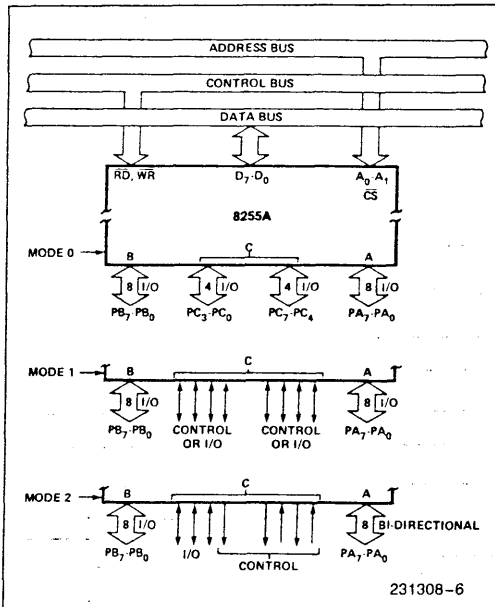 ADDRESS BUS
CONTROL BUS
DATA BUS
RD, WR D7-D0 A0-A1
CS
8255A
MODE 0 B C A
8 I/O 4 I/O 4 I/O 8 I/O
PB7-PB0 PC3-PC0 PC7-PC4 PA7-PA0
MODE 1 B C A
8 I/O 8 I/O
PB7-PB0 CONTROL OR I/O CONTROL OR I/O PA7-PA0
MODE 2 B C A
8 I/O 8 BI-DIRECTIONAL
PB7-PB0 I/O CONTROL PA7-PA0
231308-6